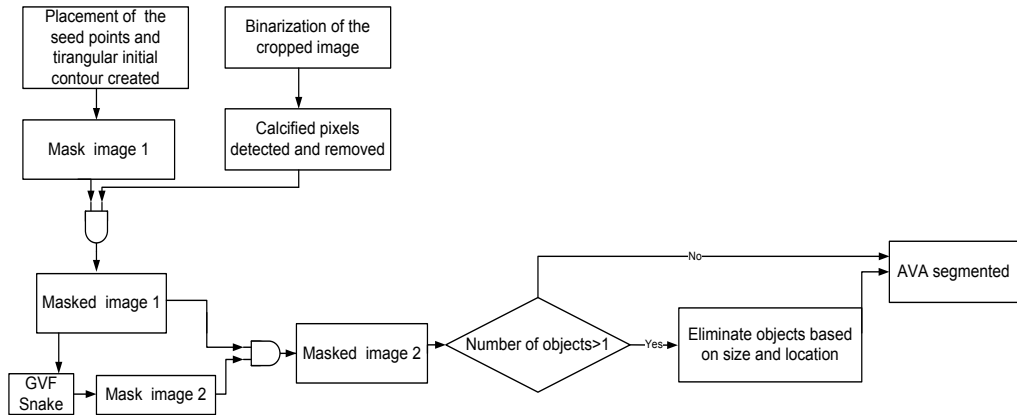 Placement of the
seed points and
tirangular initial
contour created
Binarization of the
cropped image
Mask image 1
Calcified pixels
detected and removed
Masked image 1
GVF
Snake
Mask image 2
Masked image 2
Number of objects>1
No
Yes
Eliminate objects based
on size and location
AVA segmented